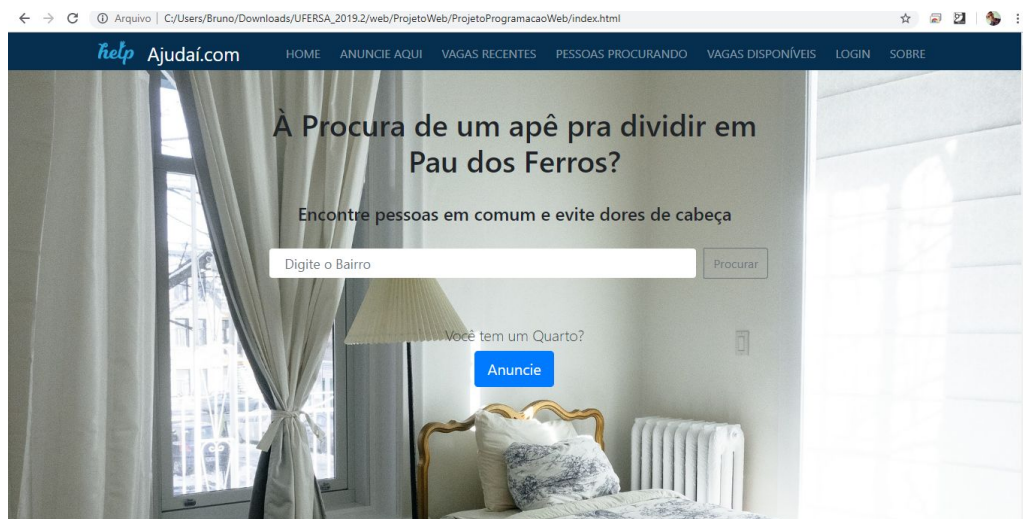 Arquivo | C:/Users/Bruno/Downloads/UFERSA_2019.2/web/ProjetoWeb/ProjetoProgramacaoWeb/index.html
help Ajudaí.com HOME ANUNCIE AQUI VAGAS RECENTES PESSOAS PROCURANDO VAGAS DISPONÍVEIS LOGIN SOBRE
À Procura de um apê pra dividir em
Pau dos Ferros?
Encontre pessoas em comum e evite dores de cabeça
Digite o Bairro Procurar
Você tem um Quarto?
Anuncie